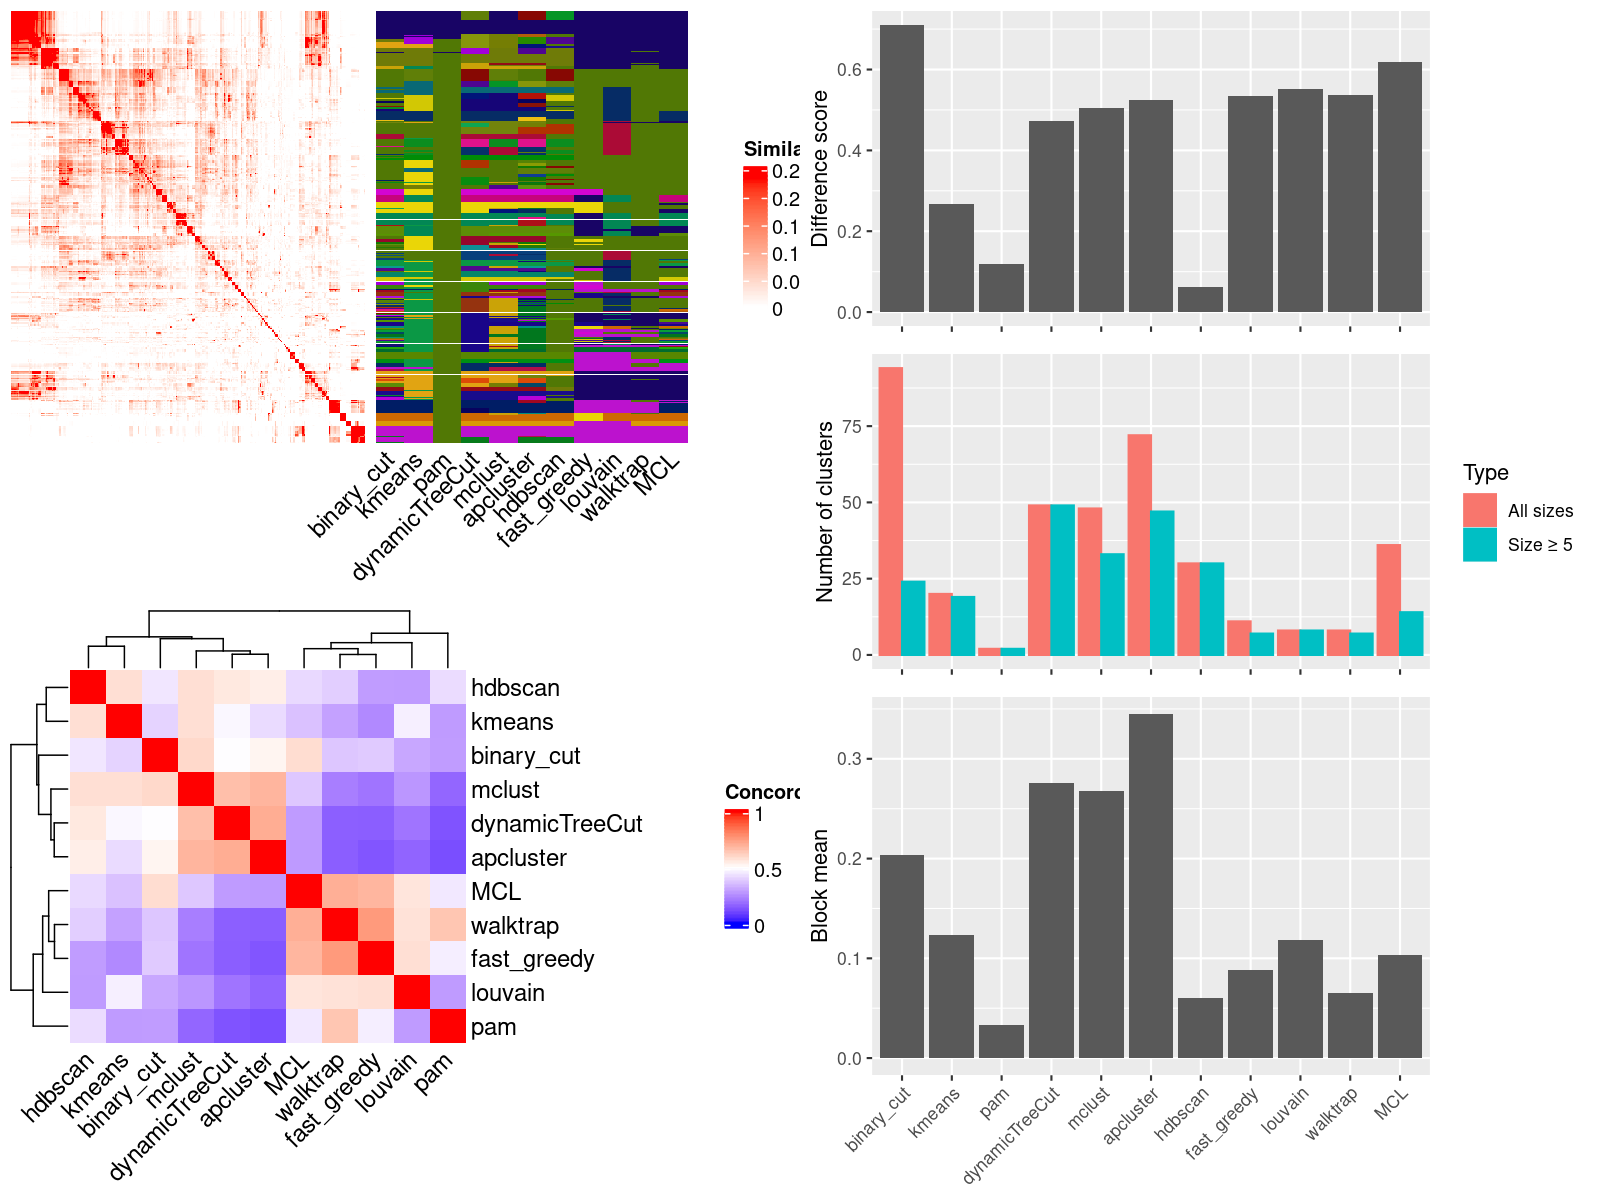 Simila
0.2
0.2
0.1
0.1
0.0
0
binary_cut
kmeans
pam
dynamicTreeCut
mclust
apcluster
hdbscan
fast_greedy
louvain
walktrap
MCL
hdbscan
kmeans
binary_cut
mclust
dynamicTreeCut
apcluster
MCL
walktrap
fast_greedy
louvain
pam
hdbscan
kmeans
binary_cut
mclust
dynamicTreeCut
apcluster
MCL
walktrap
fast_greedy
louvain
pam
Concord
1
0.5
0
Difference score
0.6
0.4
0.2
0.0
Number of clusters
75
50
25
0
Type
All sizes
Size ≥ 5
Block mean
0.3
0.2
0.1
0.0
binary_cut
kmeans
pam
dynamicTreeCut
mclust
apcluster
hdbscan
fast_greedy
louvain
walktrap
MCL